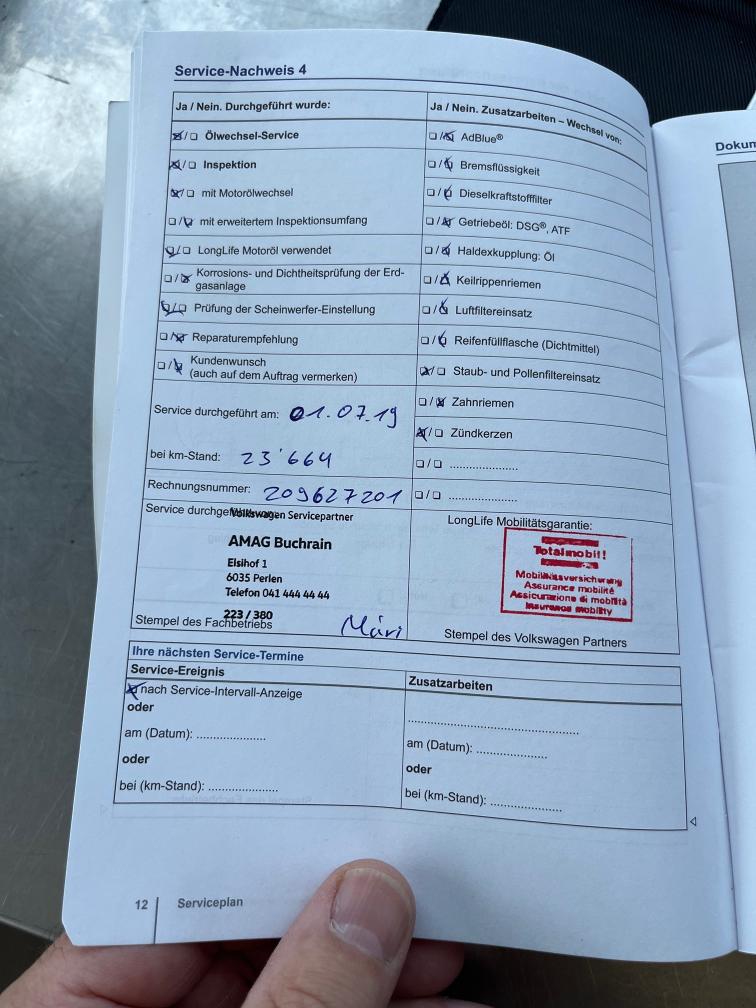 Service-Nachweis 4
Ja / Nein. Durchgeführt wurde:
☒/☐ Ölwechsel-Service
☒/☐ Inspektion
☒/☐ mit Motorölwechsel
☐/☒ mit erweitertem Inspektionsumfang
☒/☐ LongLife Motoröl verwendet
☐/☒ Korrosions- und Dichtheitsprüfung der Erd-
gasanlage
☒/☐ Prüfung der Scheinwerfer-Einstellung
☐/☒ Reparaturempfehlung
☐/☒ Kundenwunsch
(auch auf dem Auftrag vermerken)
Service durchgeführt am: 01.07.19
bei km-Stand: 23'664
Rechnungsnummer: 209627201
Ja / Nein. Zusatzarbeiten – Wechsel von:
☐/☒ AdBlue®
☐/☒ Bremsflüssigkeit
☐/☒ Dieselkraftstofffilter
☐/☒ Getriebeöl: DSG®, ATF
☐/☒ Haldexkupplung: Öl
☐/☒ Keilrippenriemen
☐/☒ Luftfiltereinsatz
☐/☒ Reifenfüllflasche (Dichtmittel)
☒/☐ Staub- und Pollenfiltereinsatz
☐/☒ Zahnriemen
☒/☐ Zündkerzen
☐/☐ ......................
☐/☐ ......................
Service durchge
Volkswagen Servicepartner
AMAG Buchrain
Elsihof 1
6035 Perlen
Telefon 041 444 44 44
223 / 380
Stempel des Fachbetriebs
Märi
LongLife Mobilitätsgarantie:
Totalmobil!
Mobilitätsversicherung
Assurance mobilité
Assicurazione di mobilità
Insurance mobility
Stempel des Volkswagen Partners
Ihre nächsten Service-Termine
Service-Ereignis
☒ nach Service-Intervall-Anzeige
oder
am (Datum): ......................
oder
bei (km-Stand): ......................
Zusatzarbeiten
......................................................
am (Datum): ......................
oder
bei (km-Stand): ......................
12 Serviceplan
Dokum